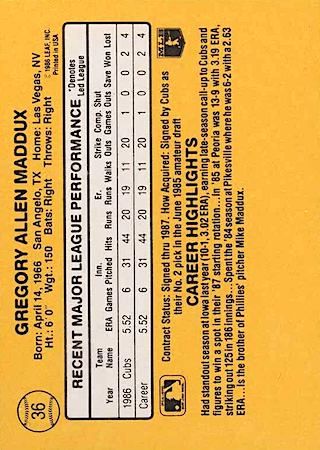 36
GREGORY ALLEN MADDUX
Born: April 14, 1966 San Angelo, TX Home: Las Vegas, NV
Ht.: 6' 0" Wgt.: 150 Bats: Right Throws: Right
© 1986 LEAF, INC.
Printed in USA
RECENT MAJOR LEAGUE PERFORMANCE
*Denotes
Led League
Year Team Name ERA Games Inn. Pitched Hits Runs Er. Runs Walks Strike Outs Comp. Games Shut Outs Save Won Lost
1986 Cubs 5.52 6 31 44 20 19 11 20 1 0 0 2 4
Career 5.52 6 31 44 20 19 11 20 1 0 0 2 4
Contract Status: Signed thru 1987. How Acquired: Signed by Cubs as
their No. 2 pick in the June 1985 amateur draft
MLB
CAREER HIGHLIGHTS
Had standout season at Iowa last year (10-1, 3.02 ERA), earning late-season call-up to Cubs and
figures to win a spot in their '87 starting rotation...In '85 at Peoria was 13-9 with 3.19 ERA,
striking out 125 in 186 innings...Spent the '84 season at Pikesville where he was 6-2 with a 2.63
ERA...Is the brother of Phillies' pitcher Mike Maddux.